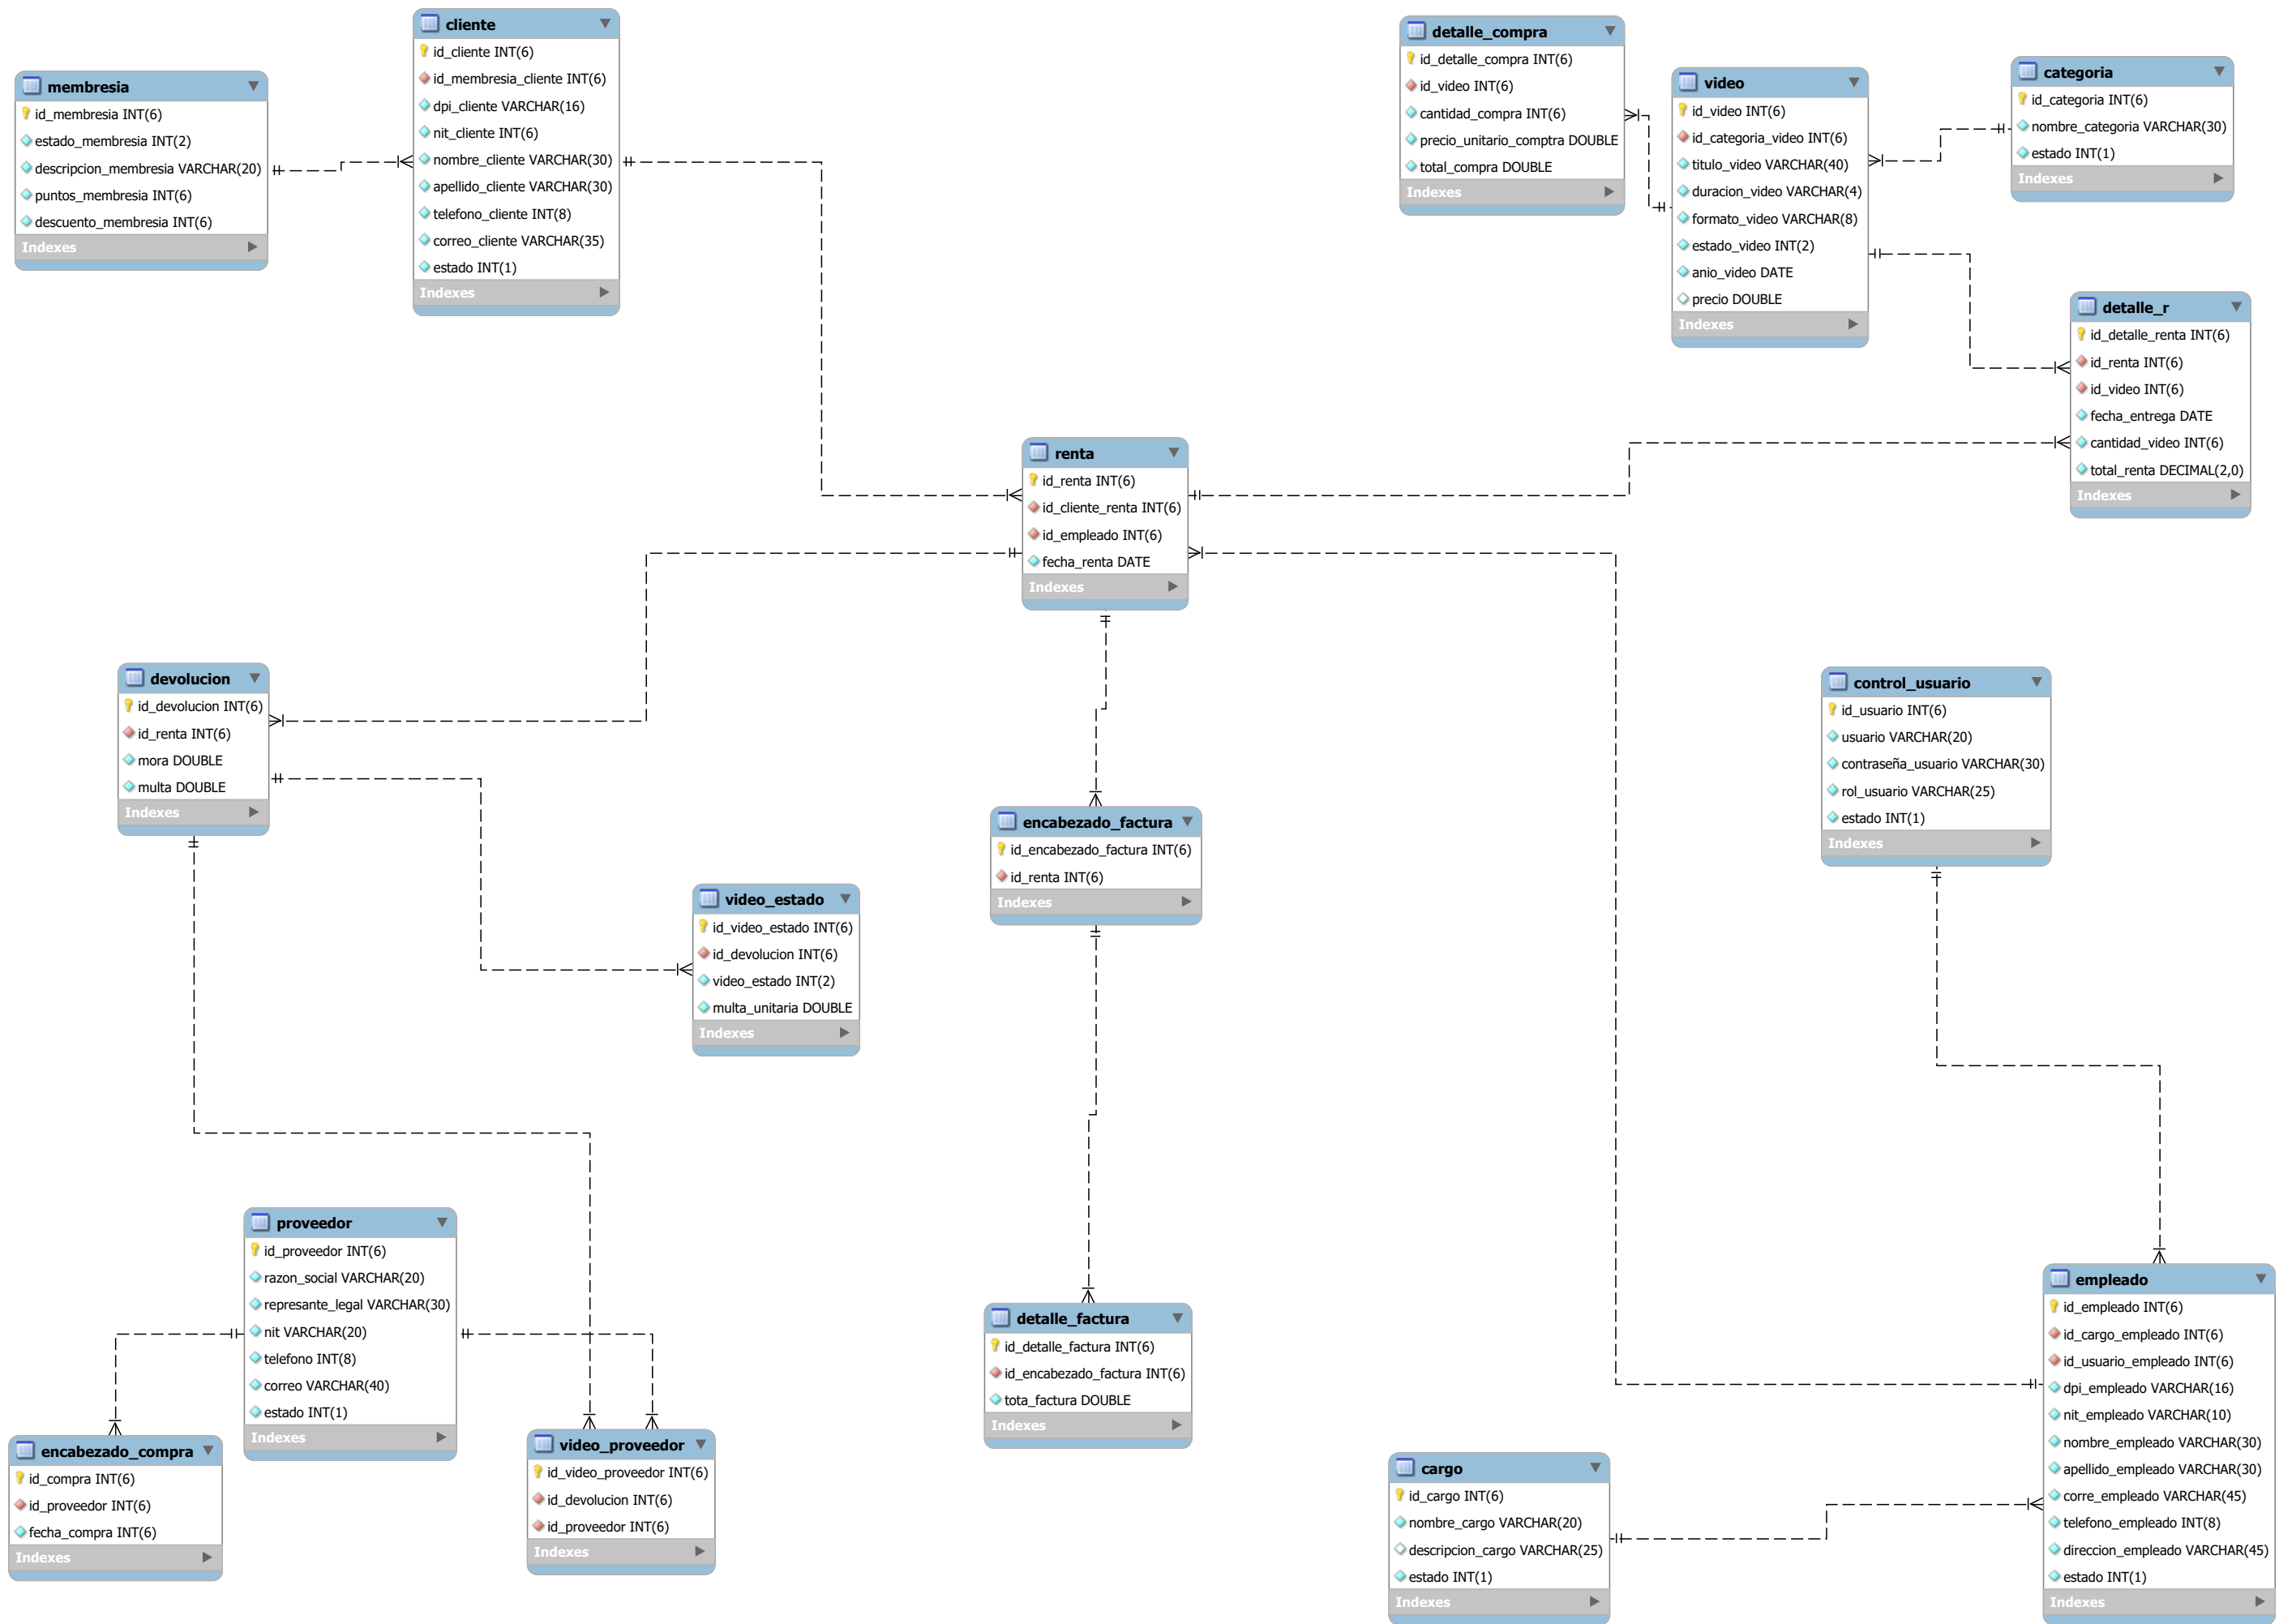 cliente
id_cliente INT(6)
id_membresia_cliente INT(6)
dpi_cliente VARCHAR(16)
nit_cliente INT(6)
nombre_cliente VARCHAR(30)
apellido_cliente VARCHAR(30)
telefono_cliente INT(8)
correo_cliente VARCHAR(35)
estado INT(1)
Indexes
membresia
id_membresia INT(6)
estado_membresia INT(2)
descripcion_membresia VARCHAR(20)
puntos_membresia INT(6)
descuento_membresia INT(6)
Indexes
detalle_compra
id_detalle_compra INT(6)
id_video INT(6)
cantidad_compra INT(6)
precio_unitario_comptra DOUBLE
total_compra DOUBLE
Indexes
video
id_video INT(6)
id_categoria_video INT(6)
titulo_video VARCHAR(40)
duracion_video VARCHAR(4)
formato_video VARCHAR(8)
estado_video INT(2)
anio_video DATE
precio DOUBLE
Indexes
categoria
id_categoria INT(6)
nombre_categoria VARCHAR(30)
estado INT(1)
Indexes
detalle_r
id_detalle_renta INT(6)
id_renta INT(6)
id_video INT(6)
fecha_entrega DATE
cantidad_video INT(6)
total_renta DECIMAL(2,0)
Indexes
renta
id_renta INT(6)
id_cliente_renta INT(6)
id_empleado INT(6)
fecha_renta DATE
Indexes
devolucion
id_devolucion INT(6)
id_renta INT(6)
mora DOUBLE
multa DOUBLE
Indexes
control_usuario
id_usuario INT(6)
usuario VARCHAR(20)
contraseña_usuario VARCHAR(30)
rol_usuario VARCHAR(25)
estado INT(1)
Indexes
encabezado_factura
id_encabezado_factura INT(6)
id_renta INT(6)
Indexes
video_estado
id_video_estado INT(6)
id_devolucion INT(6)
video_estado INT(2)
multa_unitaria DOUBLE
Indexes
proveedor
id_proveedor INT(6)
razon_social VARCHAR(20)
represante_legal VARCHAR(30)
nit VARCHAR(20)
telefono INT(8)
correo VARCHAR(40)
estado INT(1)
Indexes
encabezado_compra
id_compra INT(6)
id_proveedor INT(6)
fecha_compra INT(6)
Indexes
video_proveedor
id_video_proveedor INT(6)
id_devolucion INT(6)
id_proveedor INT(6)
Indexes
detalle_factura
id_detalle_factura INT(6)
id_encabezado_factura INT(6)
tota_factura DOUBLE
Indexes
cargo
id_cargo INT(6)
nombre_cargo VARCHAR(20)
descripcion_cargo VARCHAR(25)
estado INT(1)
Indexes
empleado
id_empleado INT(6)
id_cargo_empleado INT(6)
id_usuario_empleado INT(6)
dpi_empleado VARCHAR(16)
nit_empleado VARCHAR(10)
nombre_empleado VARCHAR(30)
apellido_empleado VARCHAR(30)
corre_empleado VARCHAR(45)
telefono_empleado INT(8)
direccion_empleado VARCHAR(45)
estado INT(1)
Indexes